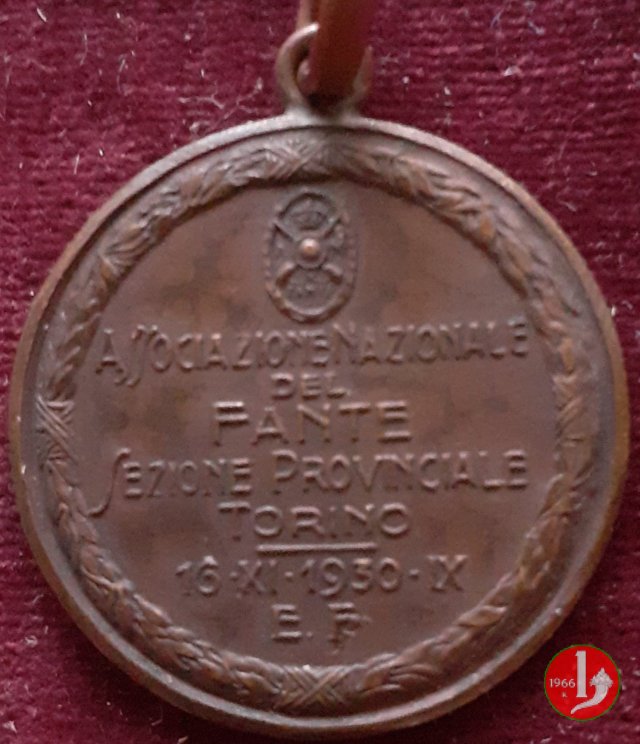 ASSOCIAZIONE NAZIONALE
DEL
FANTE
SEZIONE PROVINCIALE
TORINO
16·XI·1930·IX
E. F.
1966
K